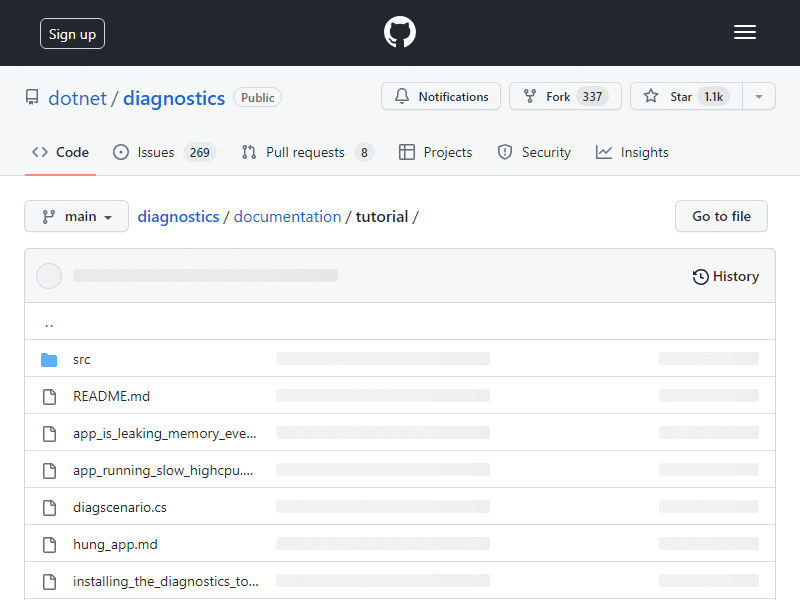 Sign up
dotnet / diagnostics Public
Notifications Fork 337 Star 1.1k
Code Issues 269 Pull requests 8 Projects Security Insights
main diagnostics / documentation / tutorial / Go to file
History
..
src
README.md
app_is_leaking_memory_eve...
app_running_slow_highcpu....
diagscenario.cs
hung_app.md
installing_the_diagnostics_to...